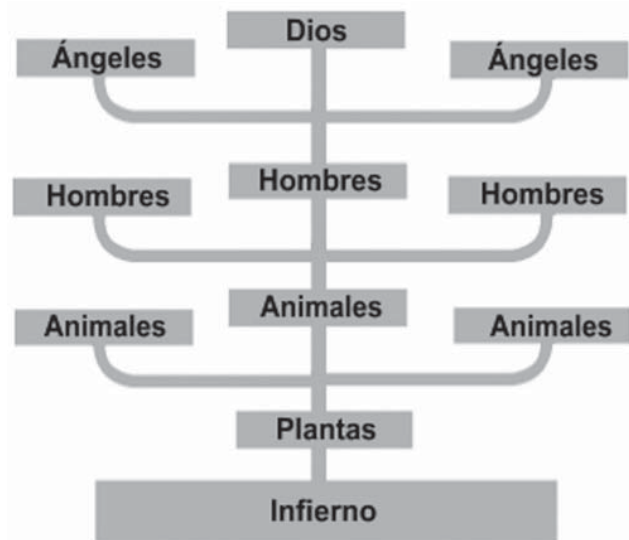 Dios
Ángeles
Ángeles
Hombres
Hombres
Hombres
Animales
Animales
Animales
Plantas
Infierno